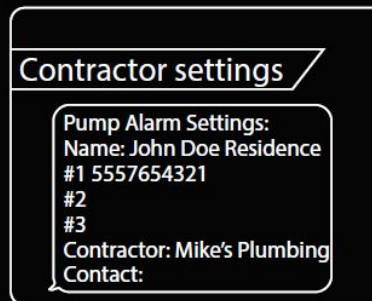 Contractor settings
Pump Alarm Settings:
Name: John Doe Residence
#1 5557654321
#2
#3
Contractor: Mike's Plumbing
Contact: